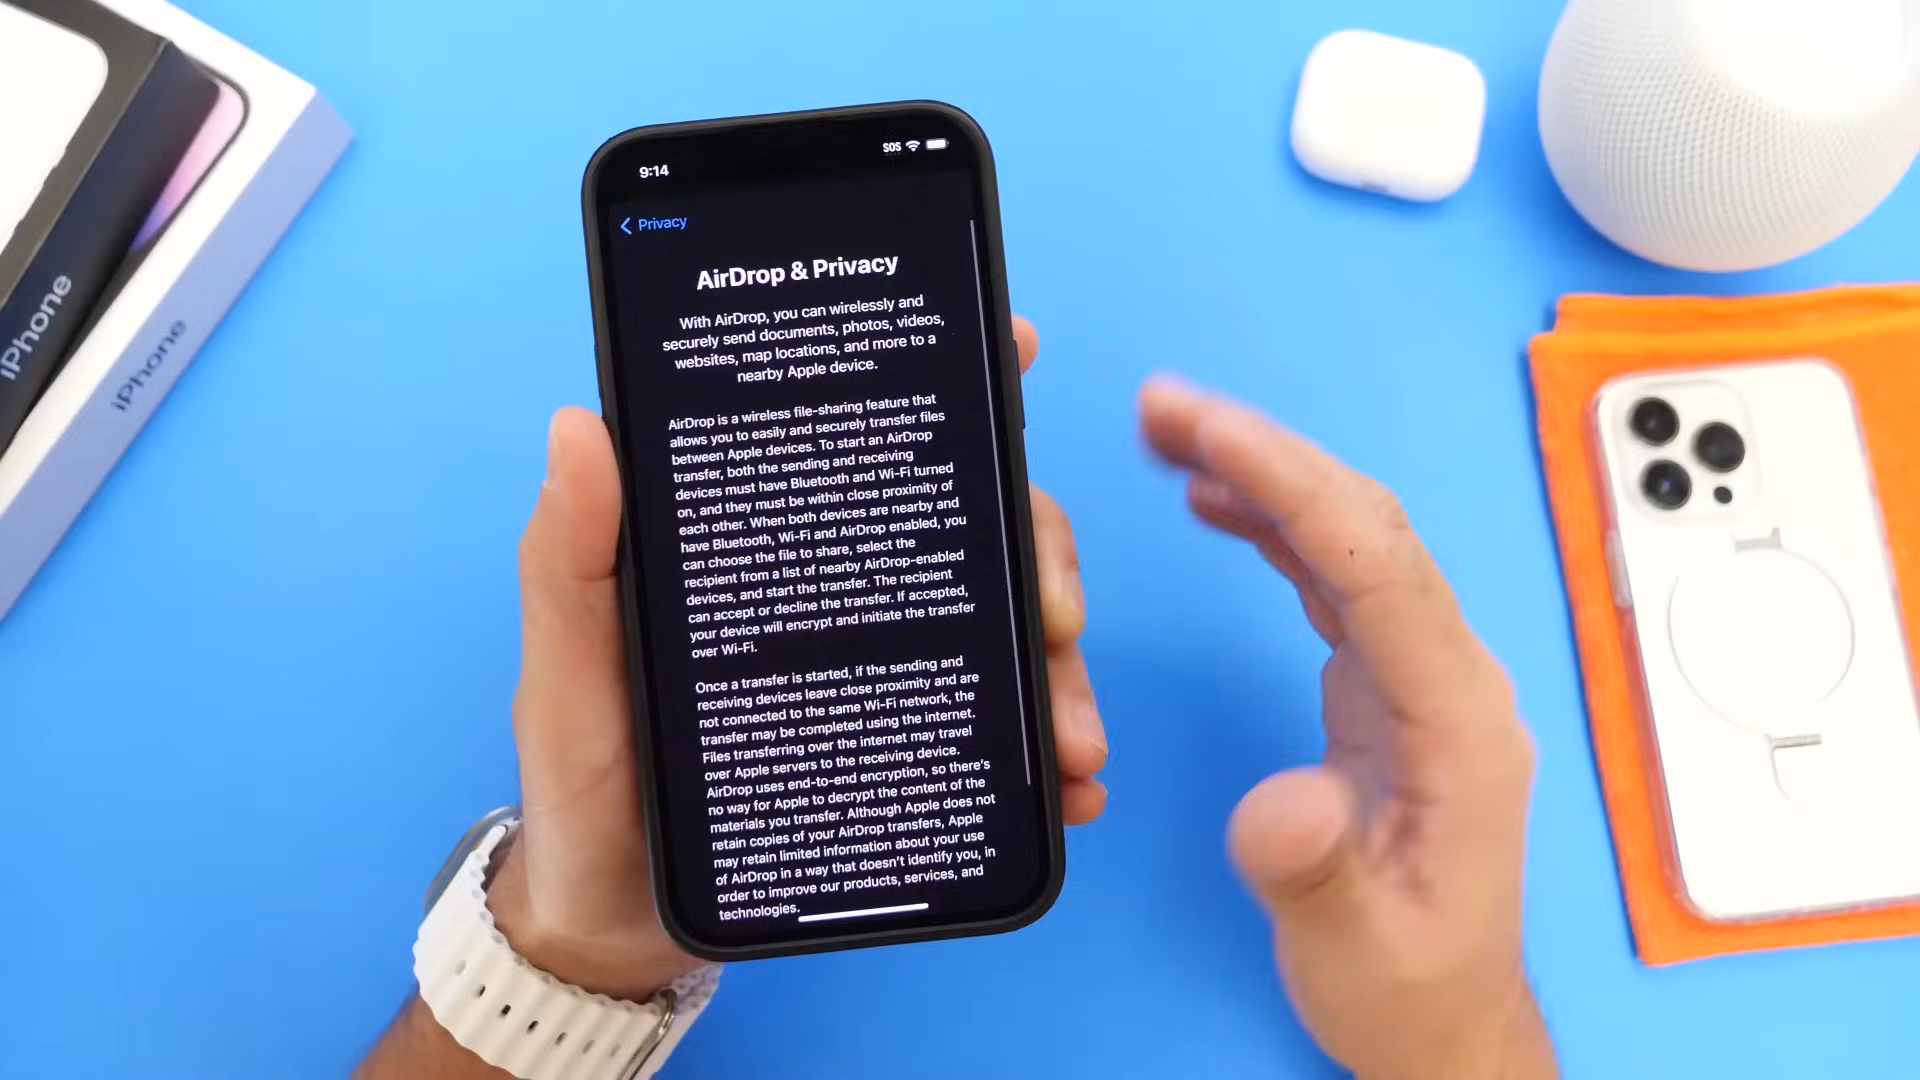 iPhone
iPhone
9:14
SOS
Privacy
AirDrop & Privacy
With AirDrop, you can wirelessly and
securely send documents, photos, videos,
websites, map locations, and more to a
nearby Apple device.
AirDrop is a wireless file-sharing feature that
allows you to easily and securely transfer files
between Apple devices. To start an AirDrop
transfer, both the sending and receiving
devices must have Bluetooth and Wi-Fi turned
on, and they must be within close proximity of
each other. When both devices are nearby and
have Bluetooth, Wi-Fi and AirDrop enabled, you
can choose the file to share, select the
recipient from a list of nearby AirDrop-enabled
devices, and start the transfer. The recipient
can accept or decline the transfer. If accepted,
your device will encrypt and initiate the transfer
over Wi-Fi.
Once a transfer is started, if the sending and
receiving devices leave close proximity and are
not connected to the same Wi-Fi network, the
transfer may be completed using the internet.
Files transferring over the internet may travel
over Apple servers to the receiving device.
AirDrop uses end-to-end encryption, so there's
no way for Apple to decrypt the content of the
materials you transfer. Although Apple does not
retain copies of your AirDrop transfers, Apple
may retain limited information about your use
of AirDrop in a way that doesn't identify you, in
order to improve our products, services, and
technologies.